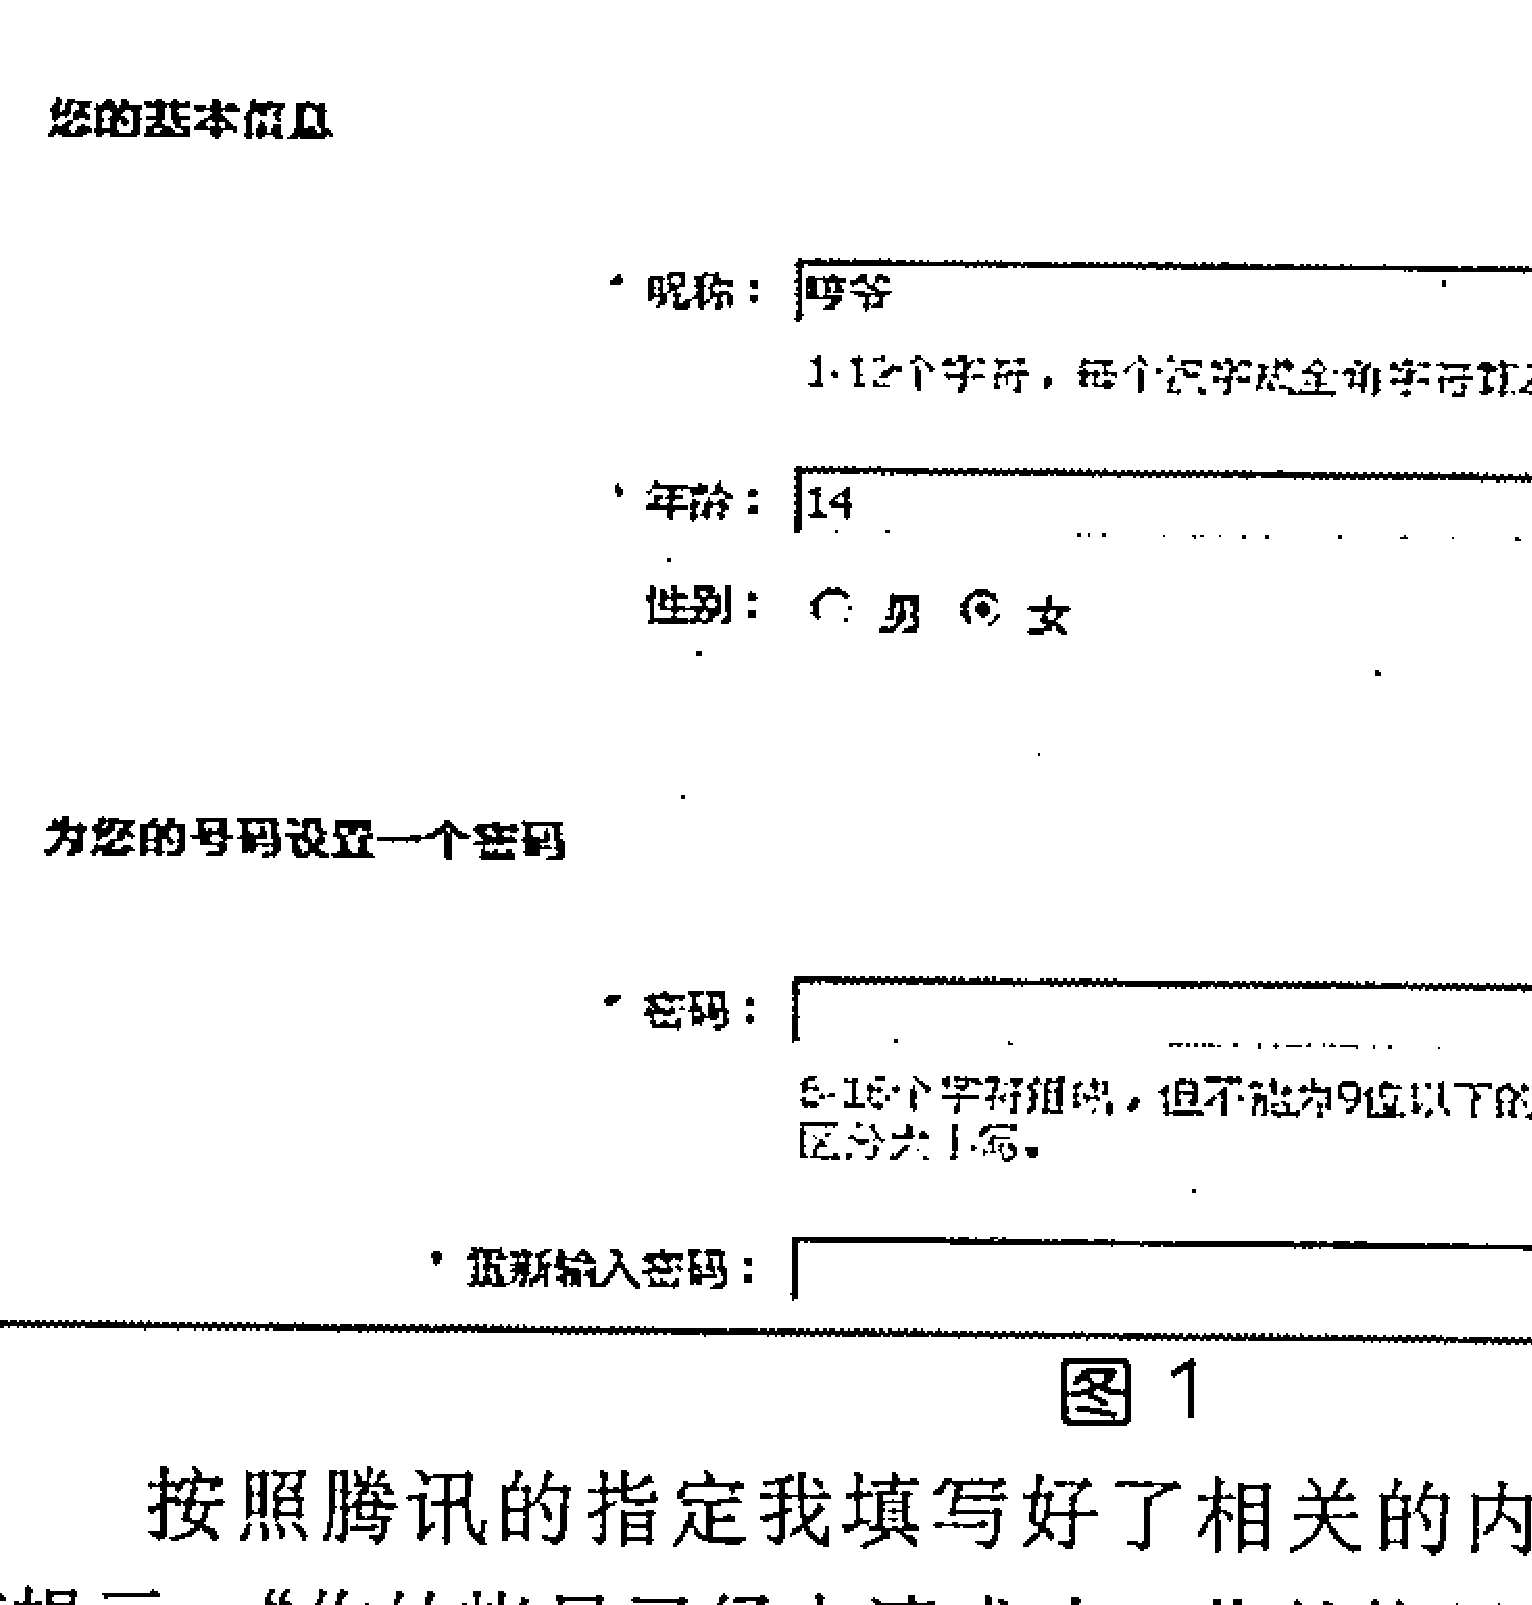 您的基本信息
* 昵称：
1-12个字符，每个汉字或全角字符算
* 年龄： 14
性别： 男 女
为您的号码设置一个密码
* 密码：
6-16个字符组成，但不能为9位以下的
区分大小写。
* 重新输入密码：
图 1
按照腾讯的指定我填写好了相关的内